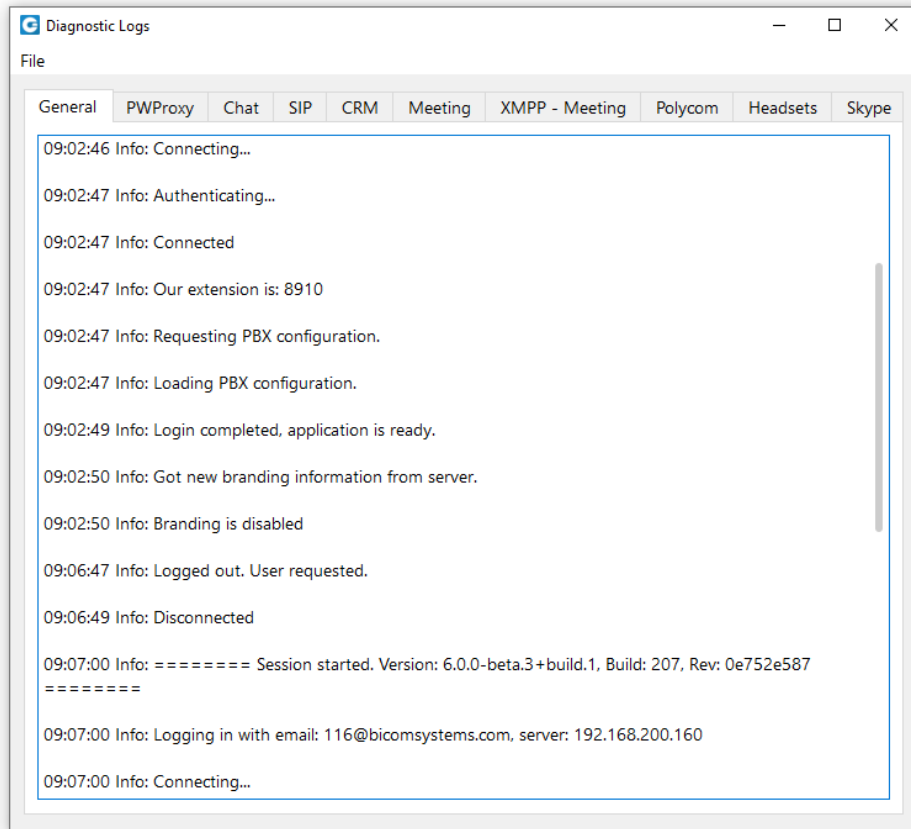 Diagnostic Logs
File
General PWProxy Chat SIP CRM Meeting XMPP - Meeting Polycom Headsets Skype
09:02:46 Info: Connecting...
09:02:47 Info: Authenticating...
09:02:47 Info: Connected
09:02:47 Info: Our extension is: 8910
09:02:47 Info: Requesting PBX configuration.
09:02:47 Info: Loading PBX configuration.
09:02:49 Info: Login completed, application is ready.
09:02:50 Info: Got new branding information from server.
09:02:50 Info: Branding is disabled
09:06:47 Info: Logged out. User requested.
09:06:49 Info: Disconnected
09:07:00 Info: ======== Session started. Version: 6.0.0-beta.3+build.1, Build: 207, Rev: 0e752e587
========
09:07:00 Info: Logging in with email: 116@bicomsystems.com, server: 192.168.200.160
09:07:00 Info: Connecting...